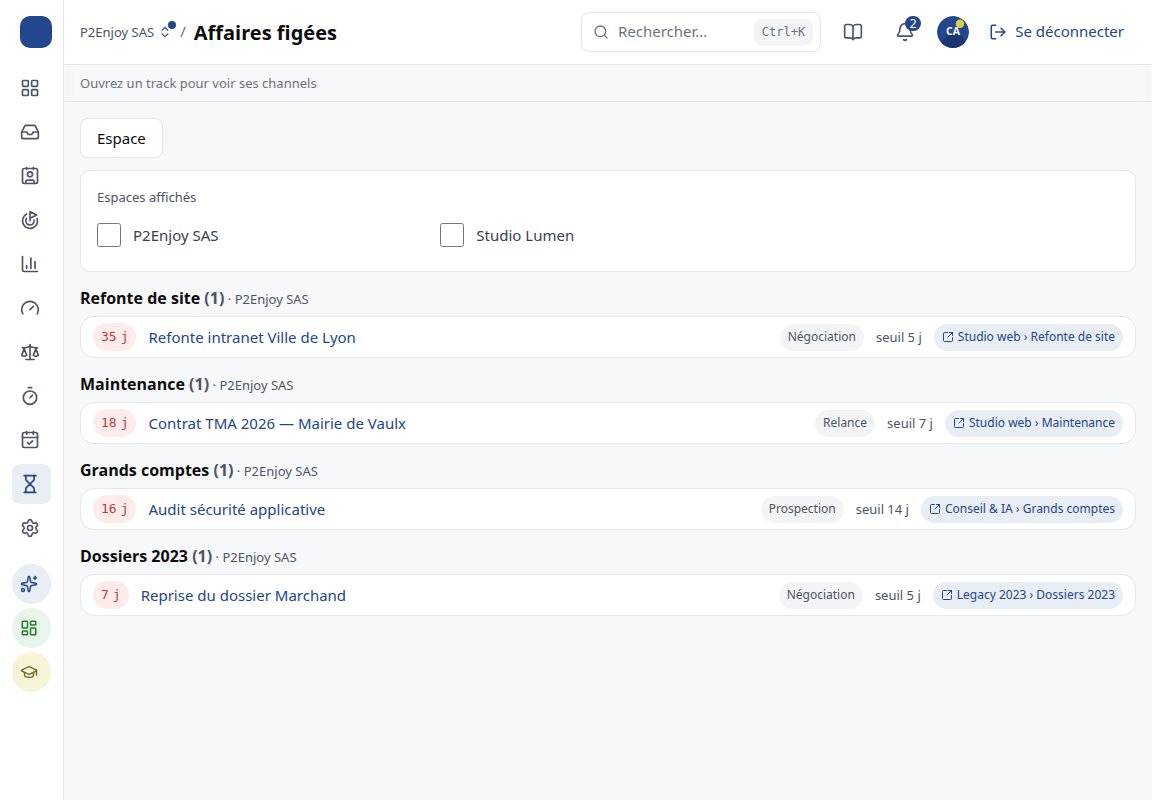 P2Enjoy SAS / Affaires figées
Rechercher... Ctrl+K
2
CA
Se déconnecter
Ouvrez un track pour voir ses channels
Espace
Espaces affichés
P2Enjoy SAS
Studio Lumen
Refonte de site (1) · P2Enjoy SAS
35 j Refonte intranet Ville de Lyon Négociation seuil 5 j Studio web › Refonte de site
Maintenance (1) · P2Enjoy SAS
18 j Contrat TMA 2026 — Mairie de Vaulx Relance seuil 7 j Studio web › Maintenance
Grands comptes (1) · P2Enjoy SAS
16 j Audit sécurité applicative Prospection seuil 14 j Conseil & IA › Grands comptes
Dossiers 2023 (1) · P2Enjoy SAS
7 j Reprise du dossier Marchand Négociation seuil 5 j Legacy 2023 › Dossiers 2023